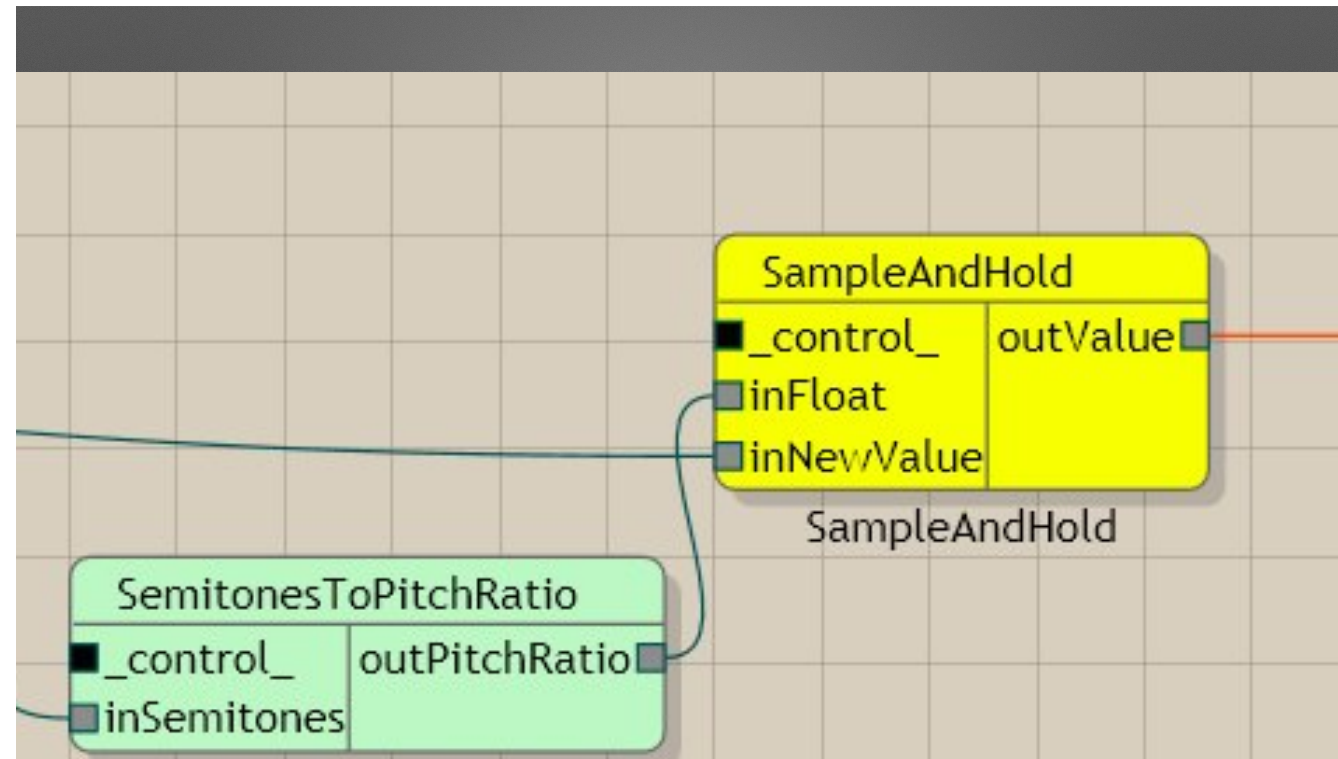 SampleAndHold
_control_ outValue
inFloat
inNewValue
SampleAndHold
SemitonesToPitchRatio
_control_ outPitchRatio
inSemitones